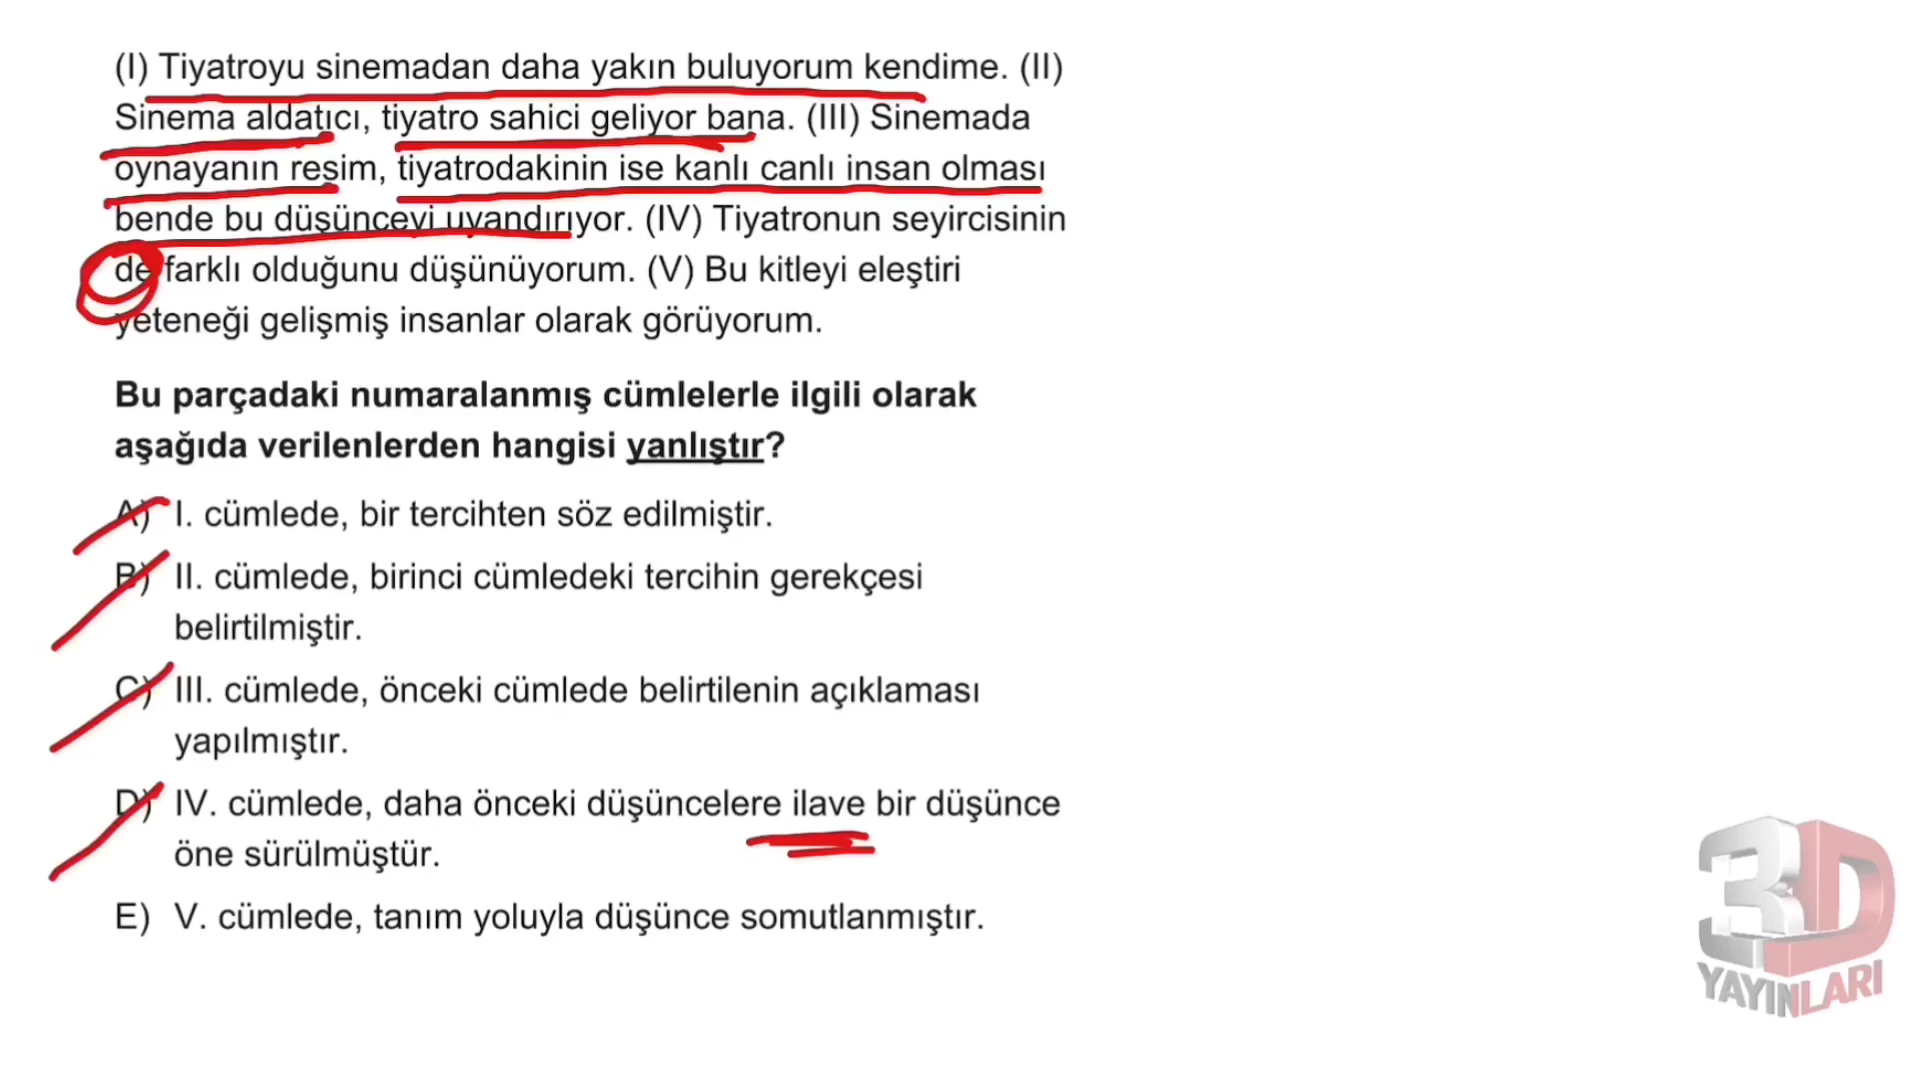 (I) Tiyatroyu sinemadan daha yakın buluyorum kendime. (II)
Sinema aldatıcı, tiyatro sahici geliyor bana. (III) Sinemada
oynayanın resim, tiyatrodakinin ise kanlı canlı insan olması
bende bu düşünceyi uyandırıyor. (IV) Tiyatronun seyircisinin
de farklı olduğunu düşünüyorum. (V) Bu kitleyi eleştiri
yeteneği gelişmiş insanlar olarak görüyorum.
Bu parçadaki numaralanmış cümlelerle ilgili olarak
aşağıda verilenlerden hangisi yanlıştır?
A) I. cümlede, bir tercihten söz edilmiştir.
B) II. cümlede, birinci cümledeki tercihin gerekçesi
belirtilmiştir.
C) III. cümlede, önceki cümlede belirtilenin açıklaması
yapılmıştır.
D) IV. cümlede, daha önceki düşüncelere ilave bir düşünce
öne sürülmüştür.
E) V. cümlede, tanım yoluyla düşünce somutlanmıştır.
3D
YAYINLARI